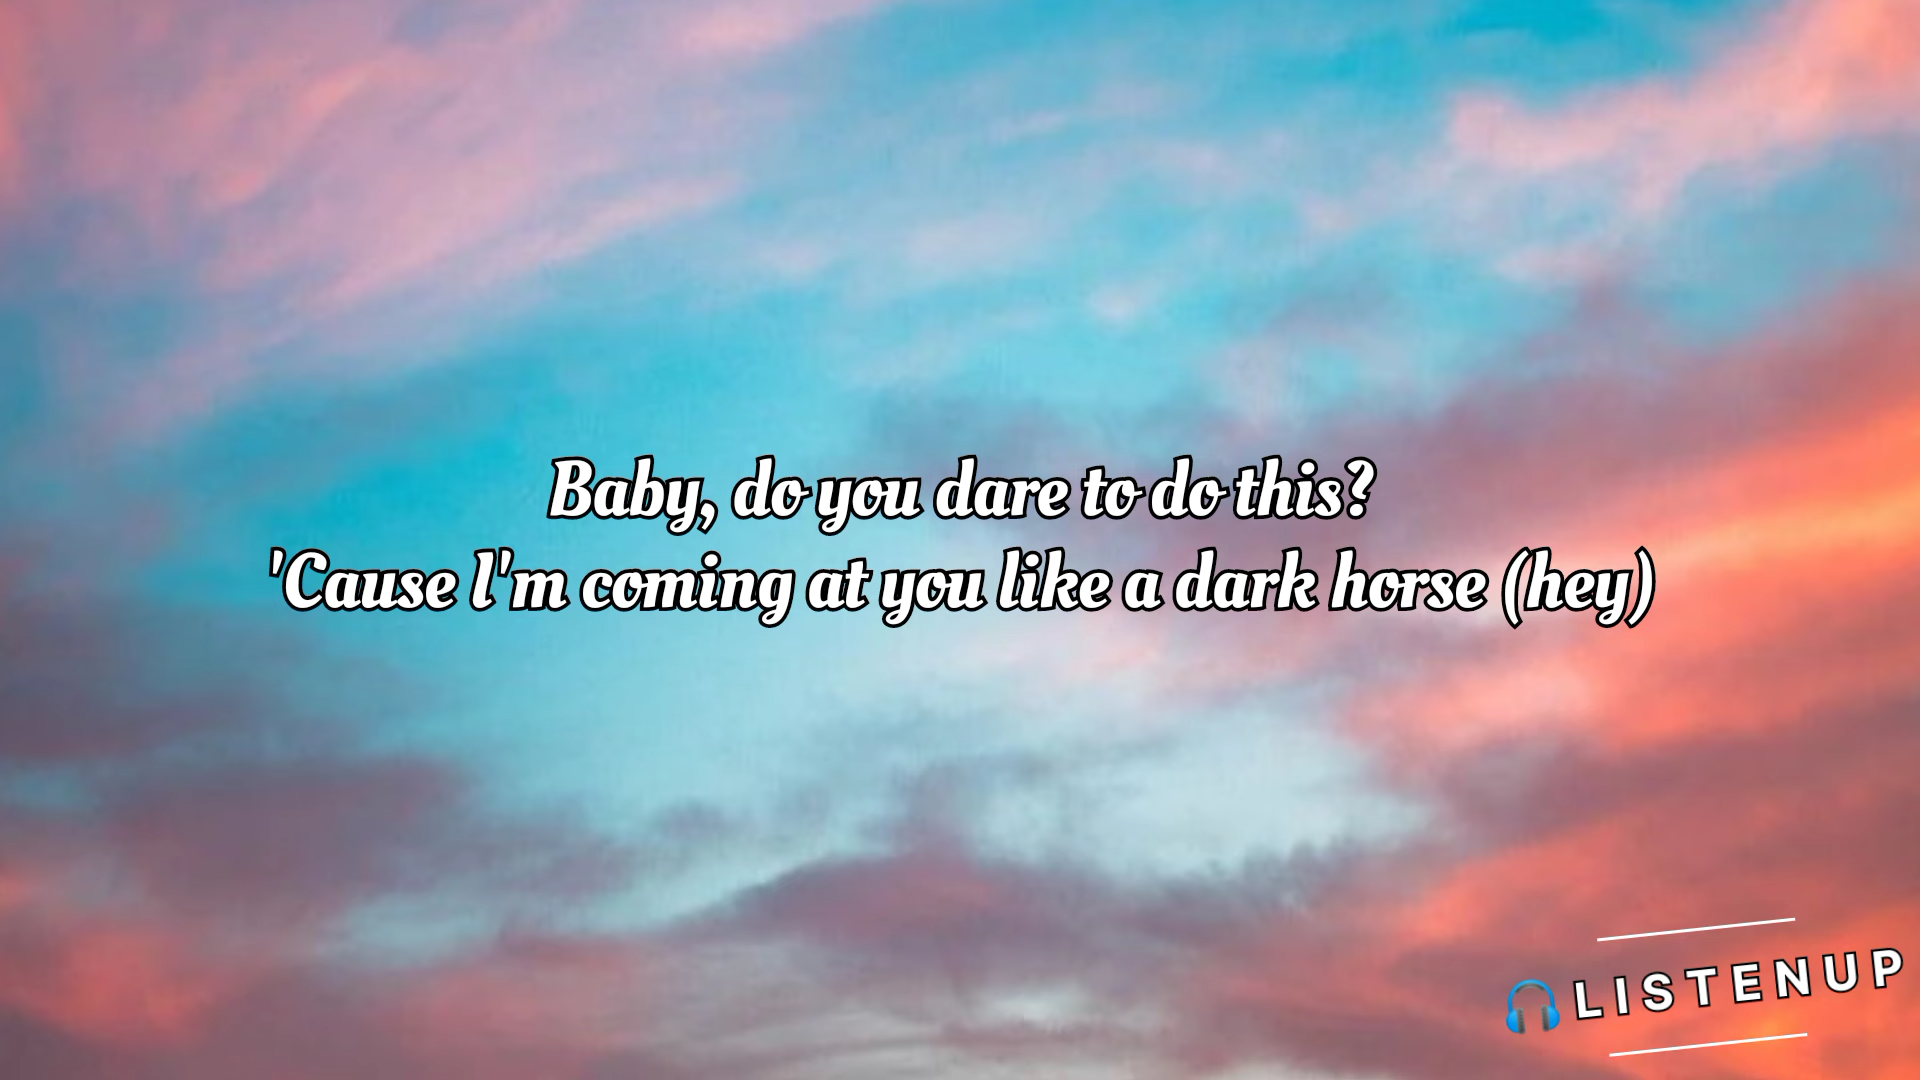 Baby, do you dare to do this?
'Cause I'm coming at you like a dark horse (hey)
LISTENUP